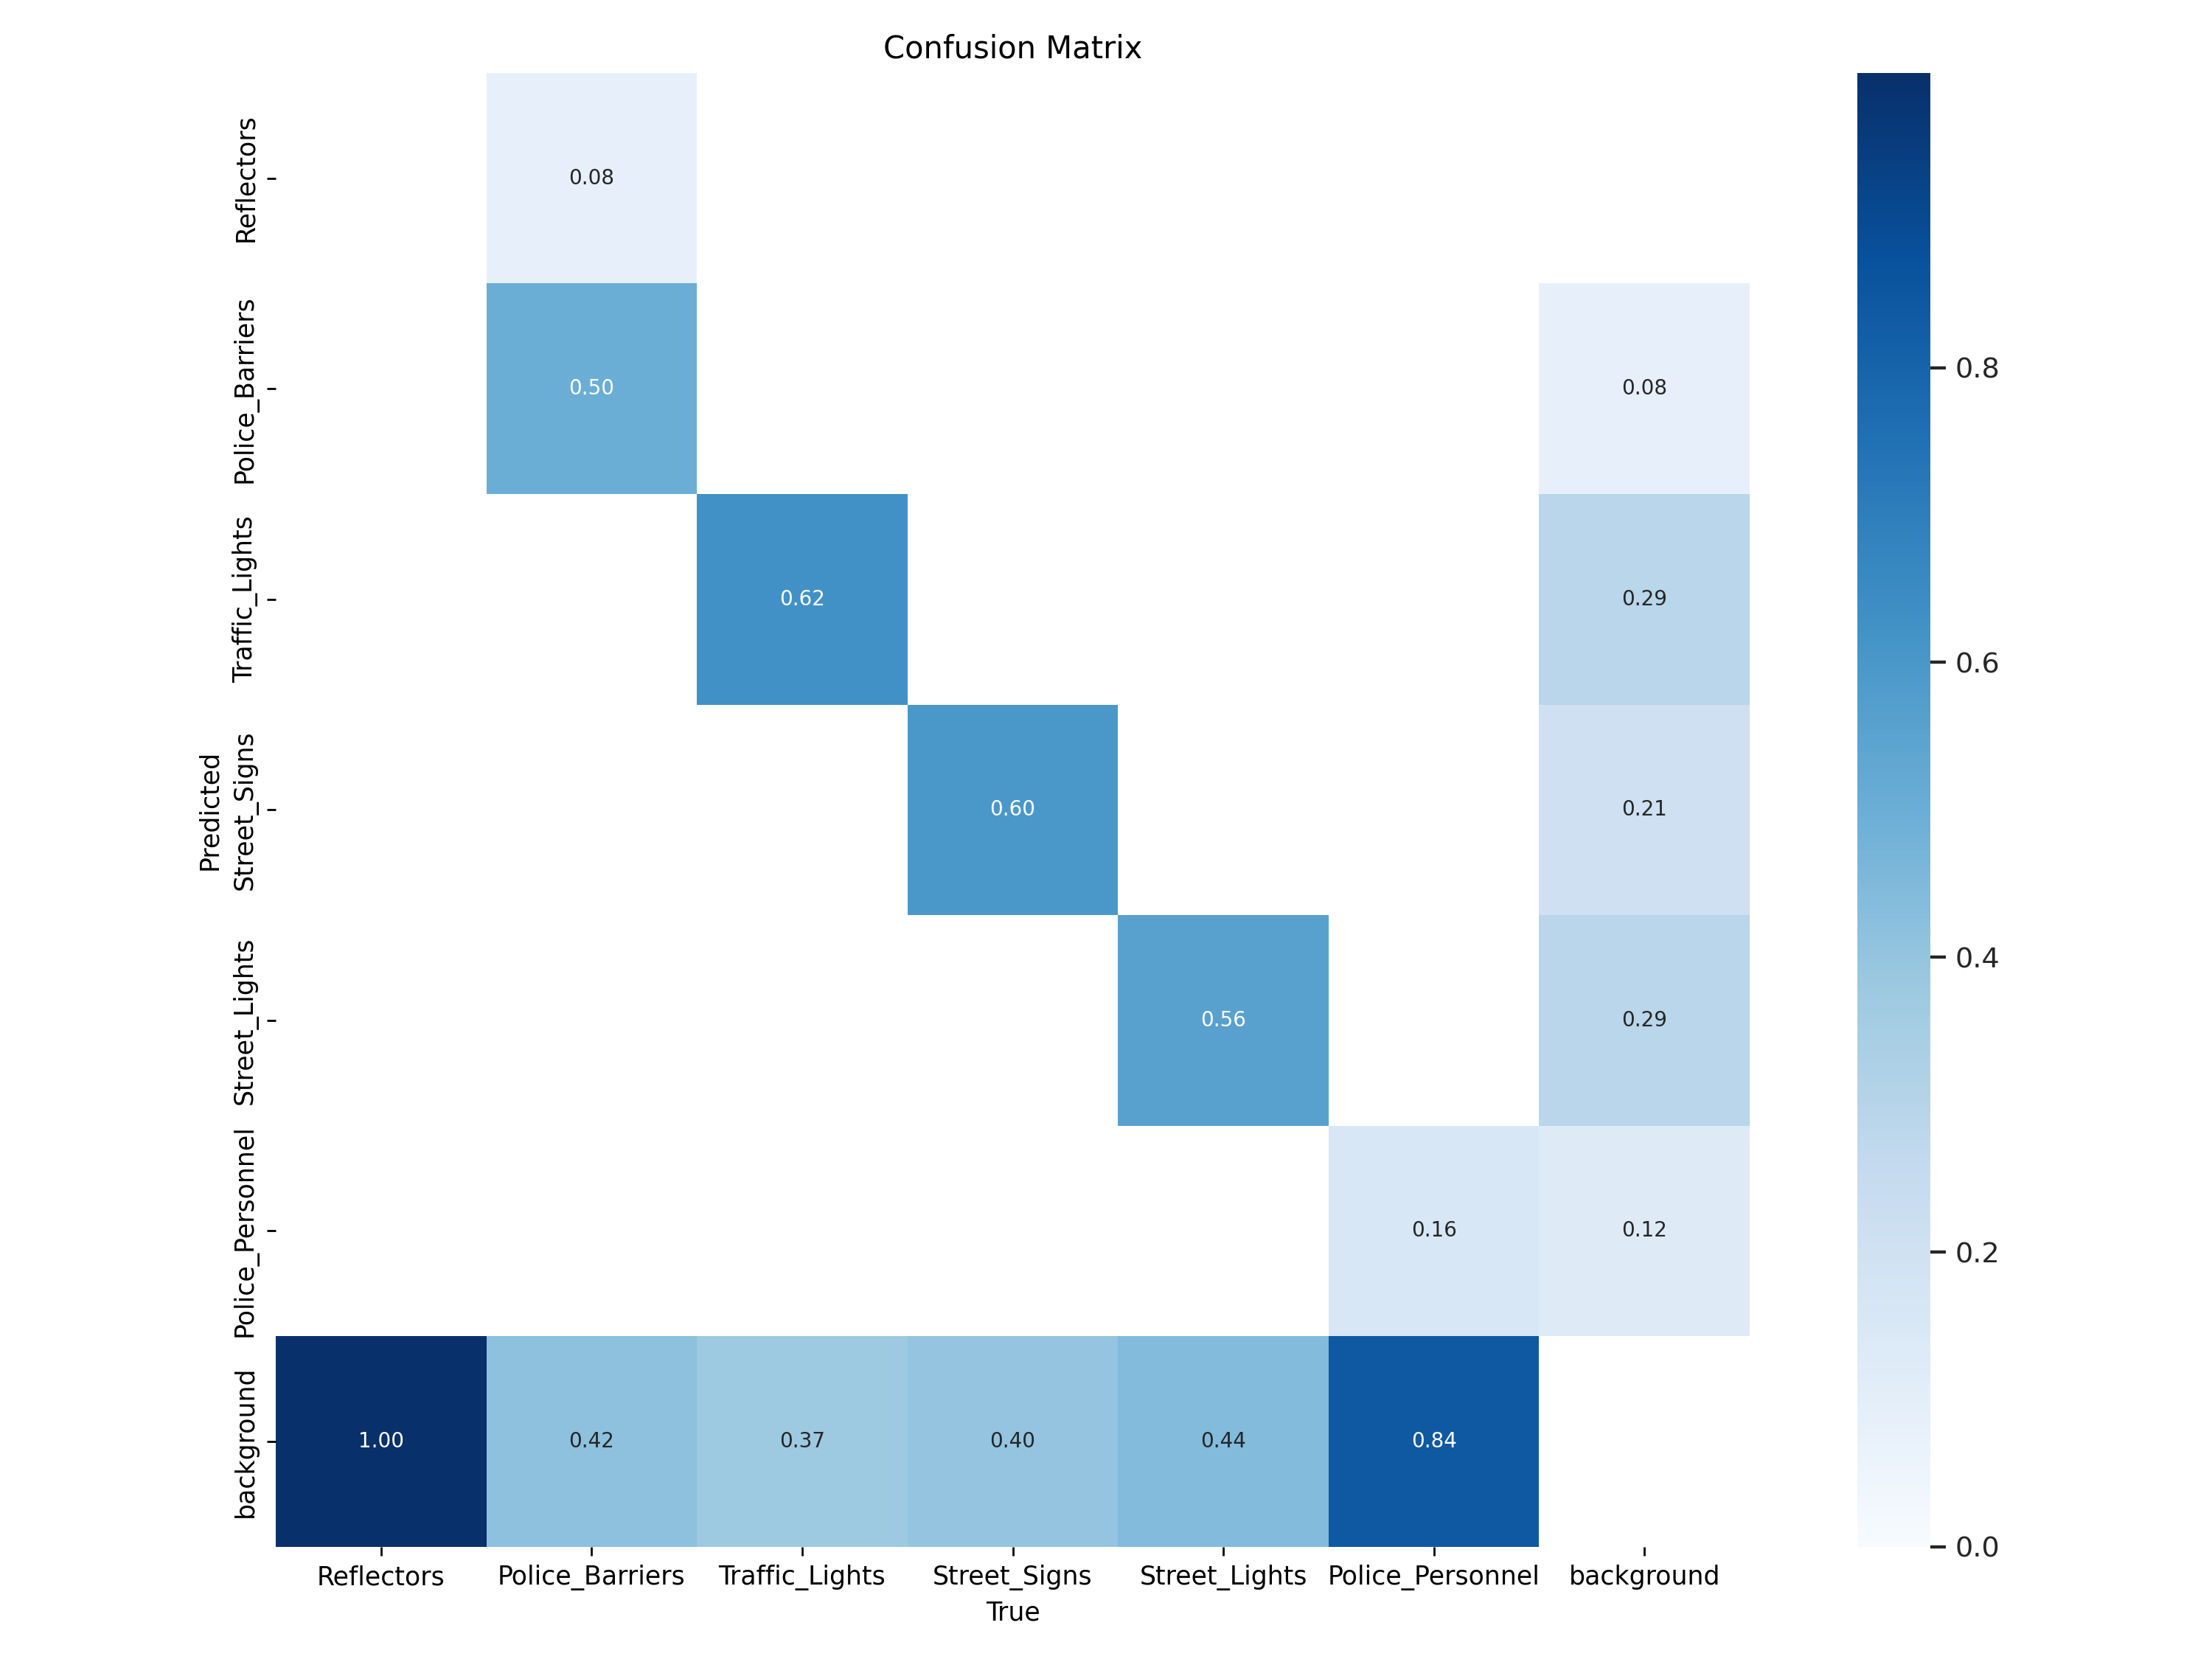 Confusion Matrix
Reflectors
0.08
Police_Barriers
0.50
0.08
Traffic_Lights
0.62
0.29
Street_Signs
0.60
0.21
Street_Lights
0.56
0.29
Police_Personnel
0.16
0.12
background
1.00
0.42
0.37
0.40
0.44
0.84
Predicted
Reflectors
Police_Barriers
Traffic_Lights
Street_Signs
Street_Lights
Police_Personnel
background
True
0.8
0.6
0.4
0.2
0.0